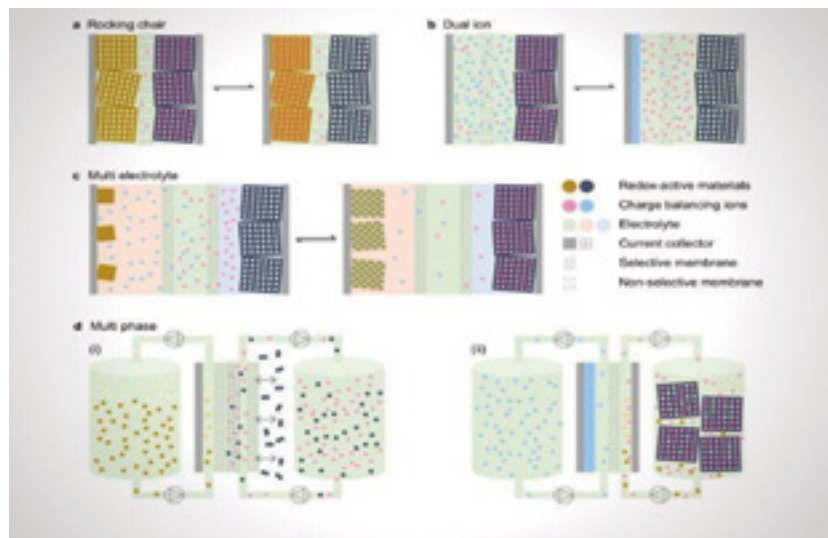 a Rocking chair
b Dual ion
c Multi electrolyte
Redox-active materials
Charge balancing ions
Electrolyte
Current collector
Selective membrane
Non-selective membrane
d Multi phase
(i)
(ii)